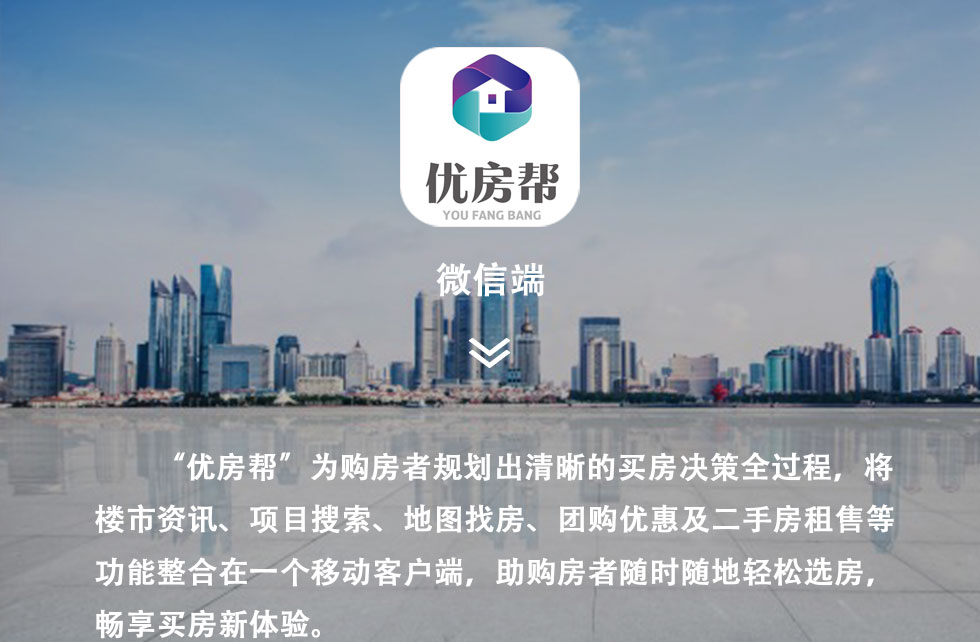 优房帮
YOU FANG BANG
微信端
“优房帮”为购房者规划出清晰的买房决策全过程，将
楼市资讯、项目搜索、地图找房、团购优惠及二手房租售等
功能整合在一个移动客户端，助购房者随时随地轻松选房，
畅享买房新体验。